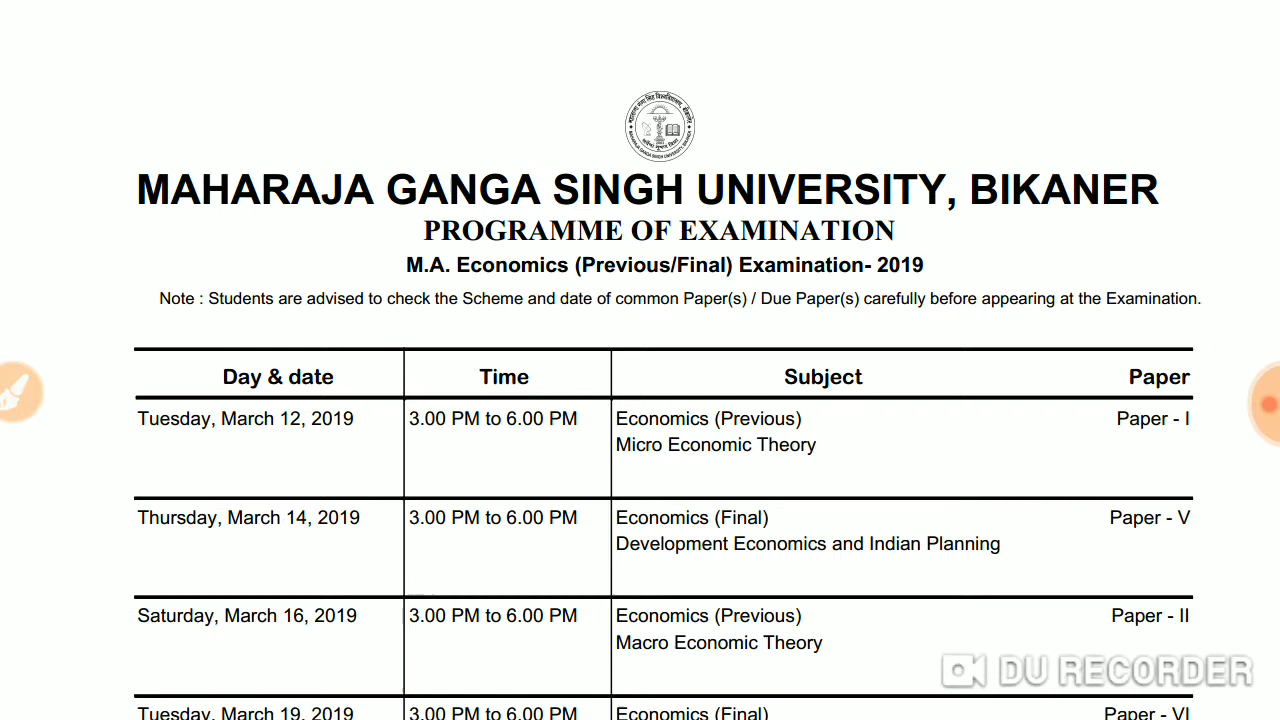 MAHARAJA GANGA SINGH UNIVERSITY, BIKANER
PROGRAMME OF EXAMINATION
M.A. Economics (Previous/Final) Examination- 2019
Note : Students are advised to check the Scheme and date of common Paper(s) / Due Paper(s) carefully before appearing at the Examination.
Day & date Time Subject Paper
Tuesday, March 12, 2019 3.00 PM to 6.00 PM Economics (Previous) Paper - I
Micro Economic Theory
Thursday, March 14, 2019 3.00 PM to 6.00 PM Economics (Final) Paper - V
Development Economics and Indian Planning
Saturday, March 16, 2019 3.00 PM to 6.00 PM Economics (Previous) Paper - II
Macro Economic Theory
DU RECORDER
Tuesday, March 19, 2019 3.00 PM to 6.00 PM Economics (Final) Paper - VI